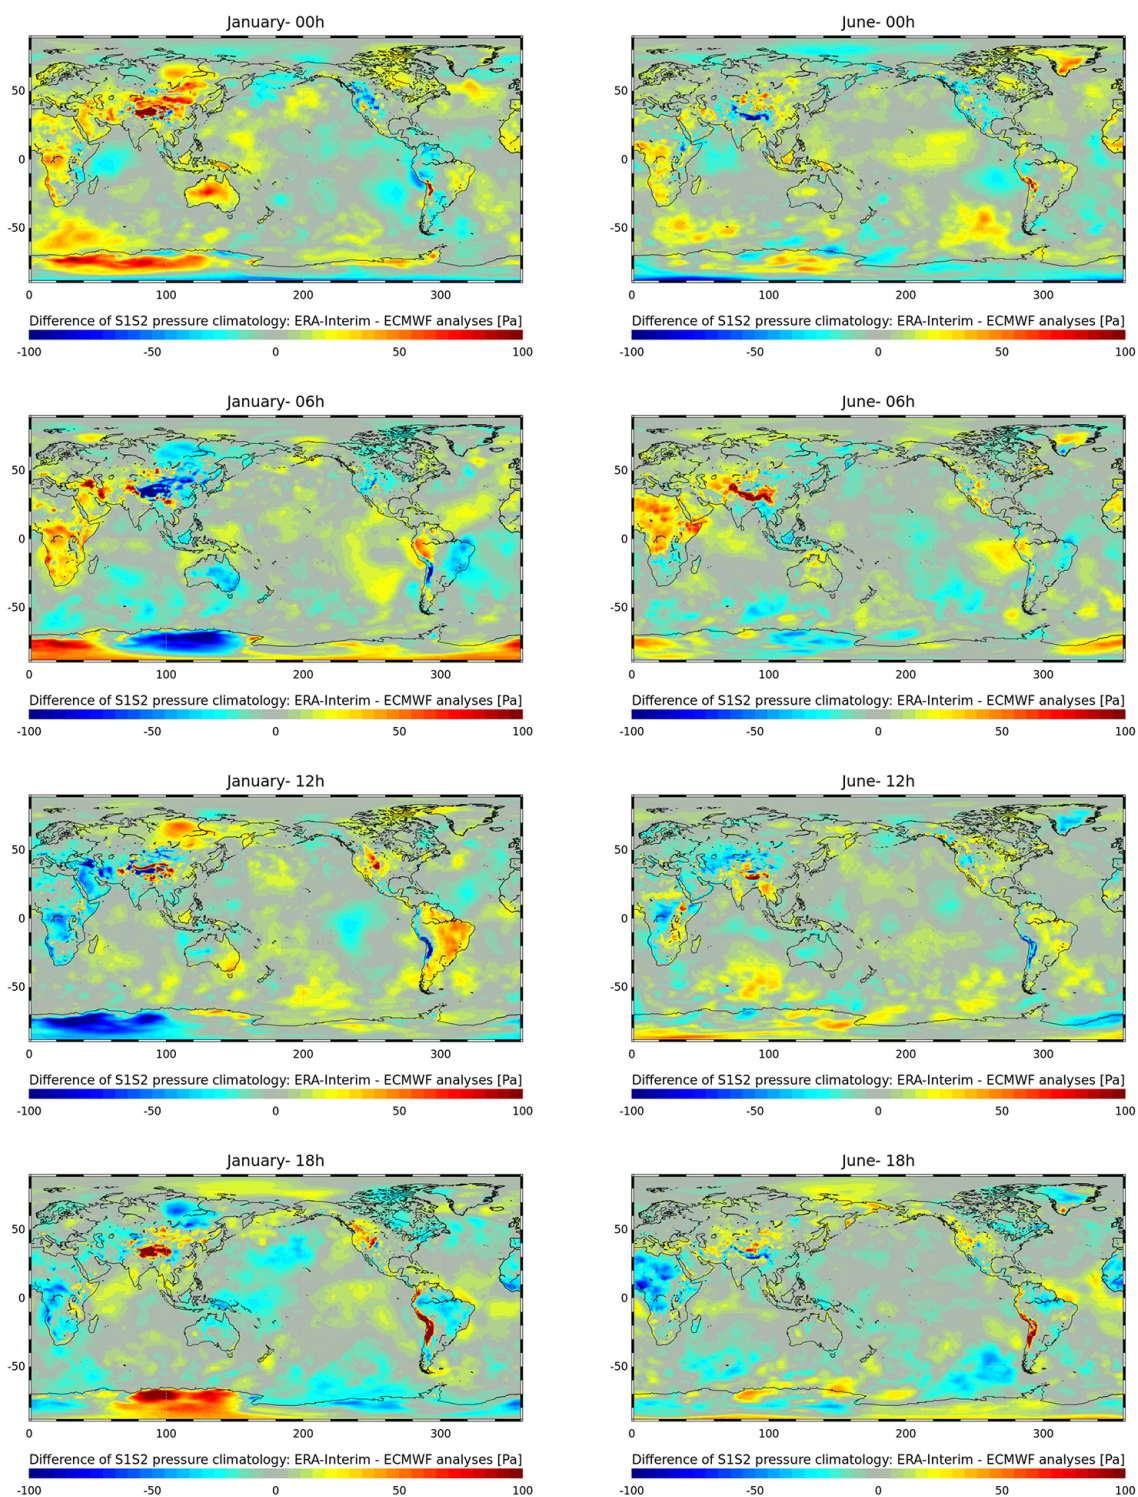 January- 00h
June- 00h
50
0
-50
0 100 200 300
0 100 200 300
Difference of S1S2 pressure climatology: ERA-Interim - ECMWF analyses [Pa]
Difference of S1S2 pressure climatology: ERA-Interim - ECMWF analyses [Pa]
-100 -50 0 50 100
-100 -50 0 50 100
January- 06h
June- 06h
50
0
-50
50
0
-50
0 100 200 300
0 100 200 300
Difference of S1S2 pressure climatology: ERA-Interim - ECMWF analyses [Pa]
Difference of S1S2 pressure climatology: ERA-Interim - ECMWF analyses [Pa]
-100 -50 0 50 100
-100 -50 0 50 100
January- 12h
June- 12h
50
0
-50
50
0
-50
0 100 200 300
0 100 200 300
Difference of S1S2 pressure climatology: ERA-Interim - ECMWF analyses [Pa]
Difference of S1S2 pressure climatology: ERA-Interim - ECMWF analyses [Pa]
-100 -50 0 50 100
-100 -50 0 50 100
January- 18h
June- 18h
50
0
-50
50
0
-50
0 100 200 300
0 100 200 300
Difference of S1S2 pressure climatology: ERA-Interim - ECMWF analyses [Pa]
Difference of S1S2 pressure climatology: ERA-Interim - ECMWF analyses [Pa]
-100 -50 0 50 100
-100 -50 0 50 100